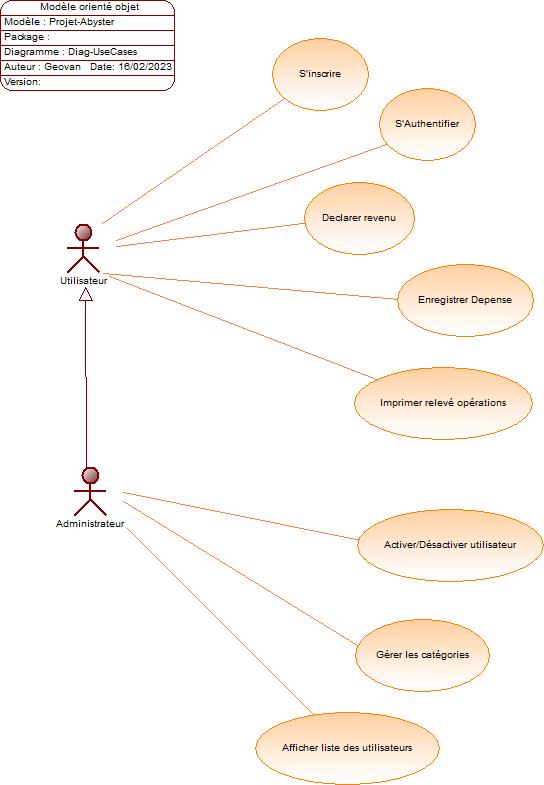 Modèle orienté objet
Modèle : Projet-Abyster
Package :
Diagramme : Diag-UseCases
Auteur : Geovan Date: 16/02/2023
Version:
S'inscrire
S'Authentifier
Declarer revenu
Utilisateur
Enregistrer Depense
Imprimer relevé opérations
Administrateur
Activer/Désactiver utilisateur
Gérer les catégories
Afficher liste des utilisateurs